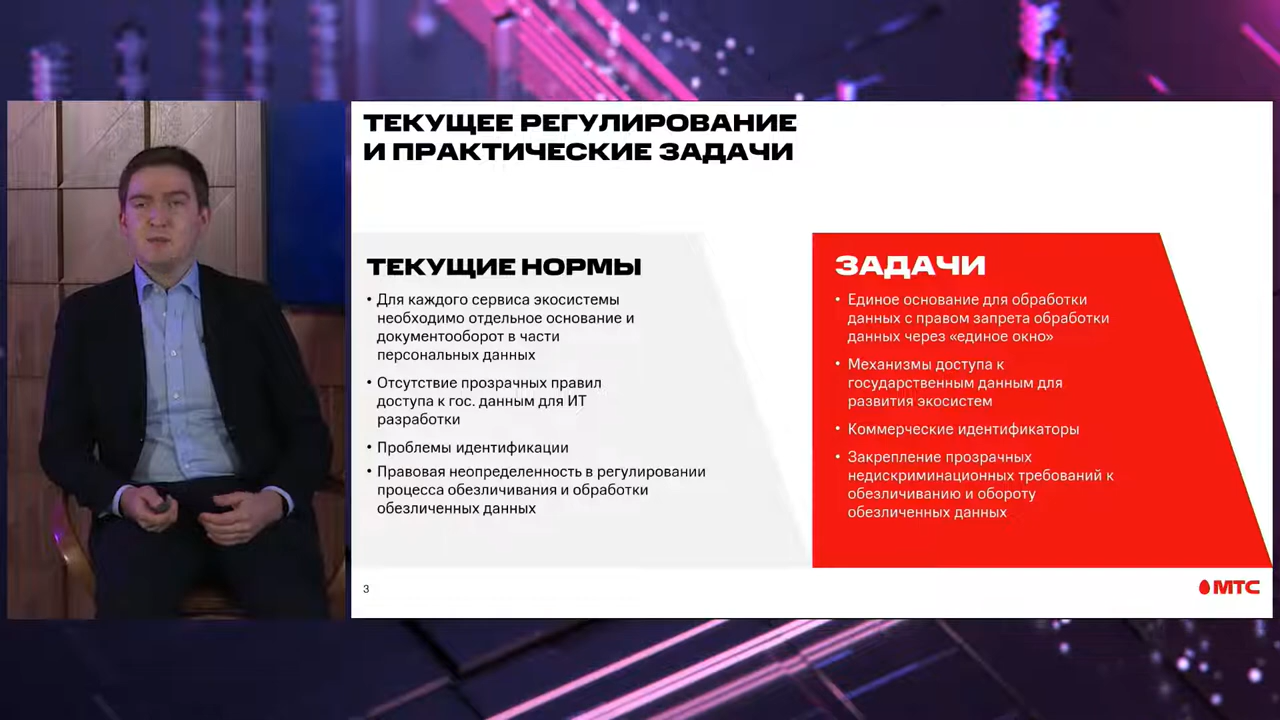 ТЕКУЩЕЕ РЕГУЛИРОВАНИЕ
И ПРАКТИЧЕСКИЕ ЗАДАЧИ
ТЕКУЩИЕ НОРМЫ
• Для каждого сервиса экосистемы
необходимо отдельное основание и
документооборот в части
персональных данных
• Отсутствие прозрачных правил
доступа к гос. данным для ИТ
разработки
• Проблемы идентификации
• Правовая неопределенность в регулировании
процесса обезличивания и обработки
обезличенных данных
ЗАДАЧИ
• Единое основание для обработки
данных с правом запрета обработки
данных через «единое окно»
• Механизмы доступа к
государственным данным для
развития экосистем
• Коммерческие идентификаторы
• Закрепление прозрачных
недискриминационных требований к
обезличиванию и обороту
обезличенных данных
3
МТС